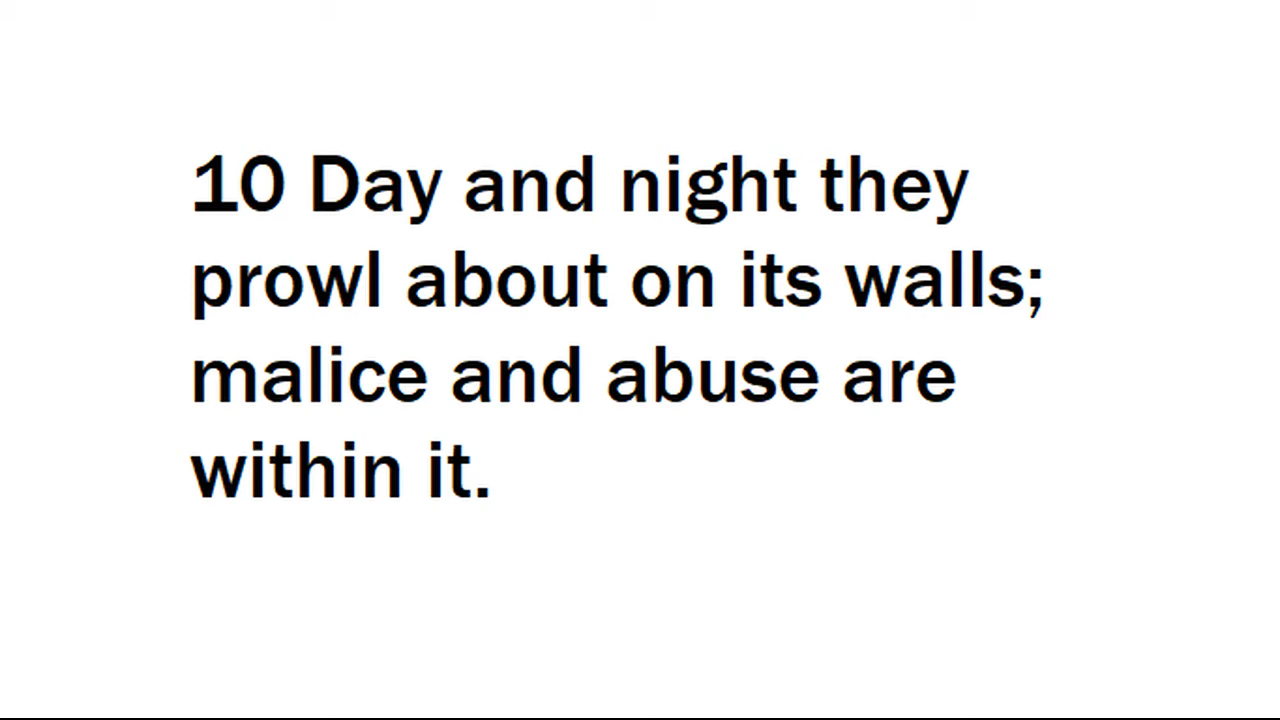 10 Day and night they
prowl about on its walls;
malice and abuse are
within it.